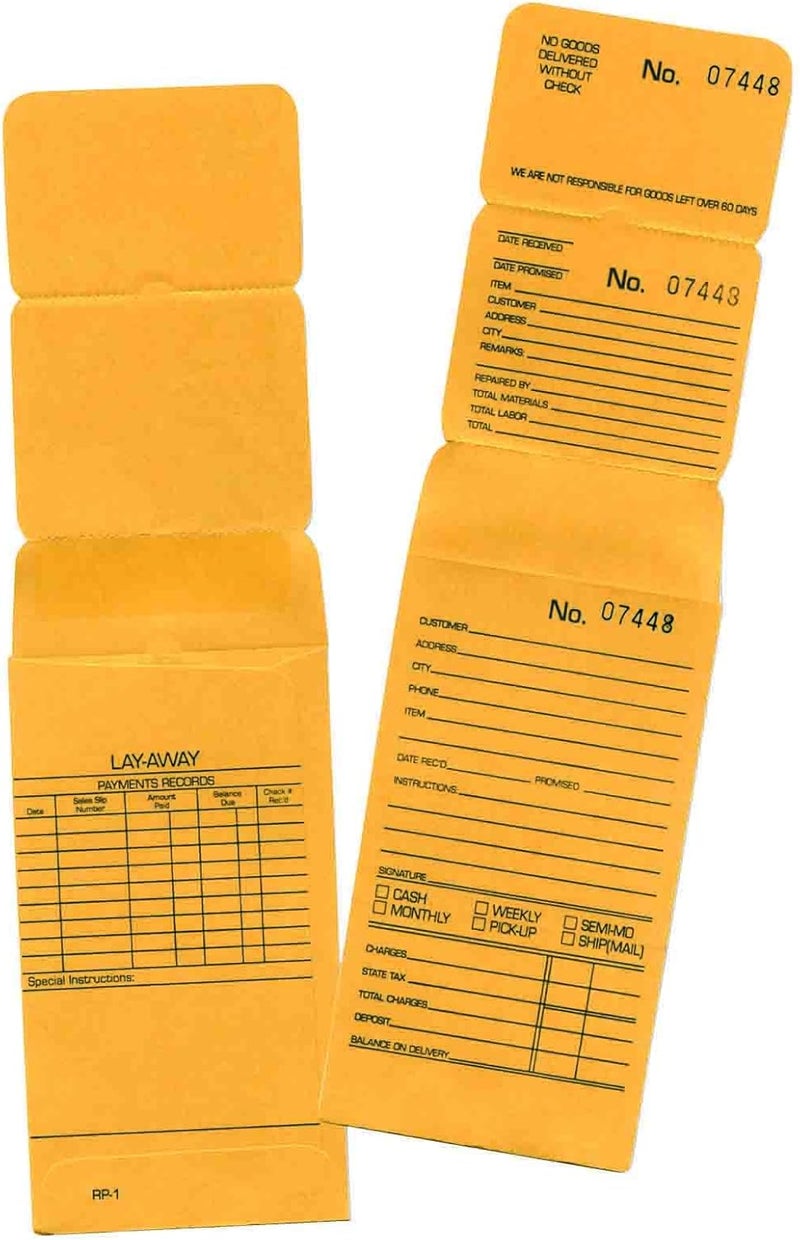 LAY-AWAY
PAYMENTS RECORDS
Date Sales Slip Number Amount Paid Balance Due Check # Rec'd
Special Instructions:
RP-1
NO GOODS
DELIVERED
WITHOUT
CHECK
No. 07448
WE ARE NOT RESPONSIBLE FOR GOODS LEFT OVER 60 DAYS
DATE RECEIVED
DATE PROMISED
No. 07448
ITEM
CUSTOMER
ADDRESS
CITY
REMARKS:
REPAIRED BY
TOTAL MATERIALS
TOTAL LABOR
TOTAL
No. 07448
CUSTOMER
ADDRESS
CITY
PHONE
ITEM
DATE REC'D. PROMISED
INSTRUCTIONS:
SIGNATURE
CASH WEEKLY SEMI-MO
MONTHLY PICK-UP SHIP(MAIL)
CHARGES
STATE TAX
TOTAL CHARGES
DEPOSIT
BALANCE ON DELIVERY